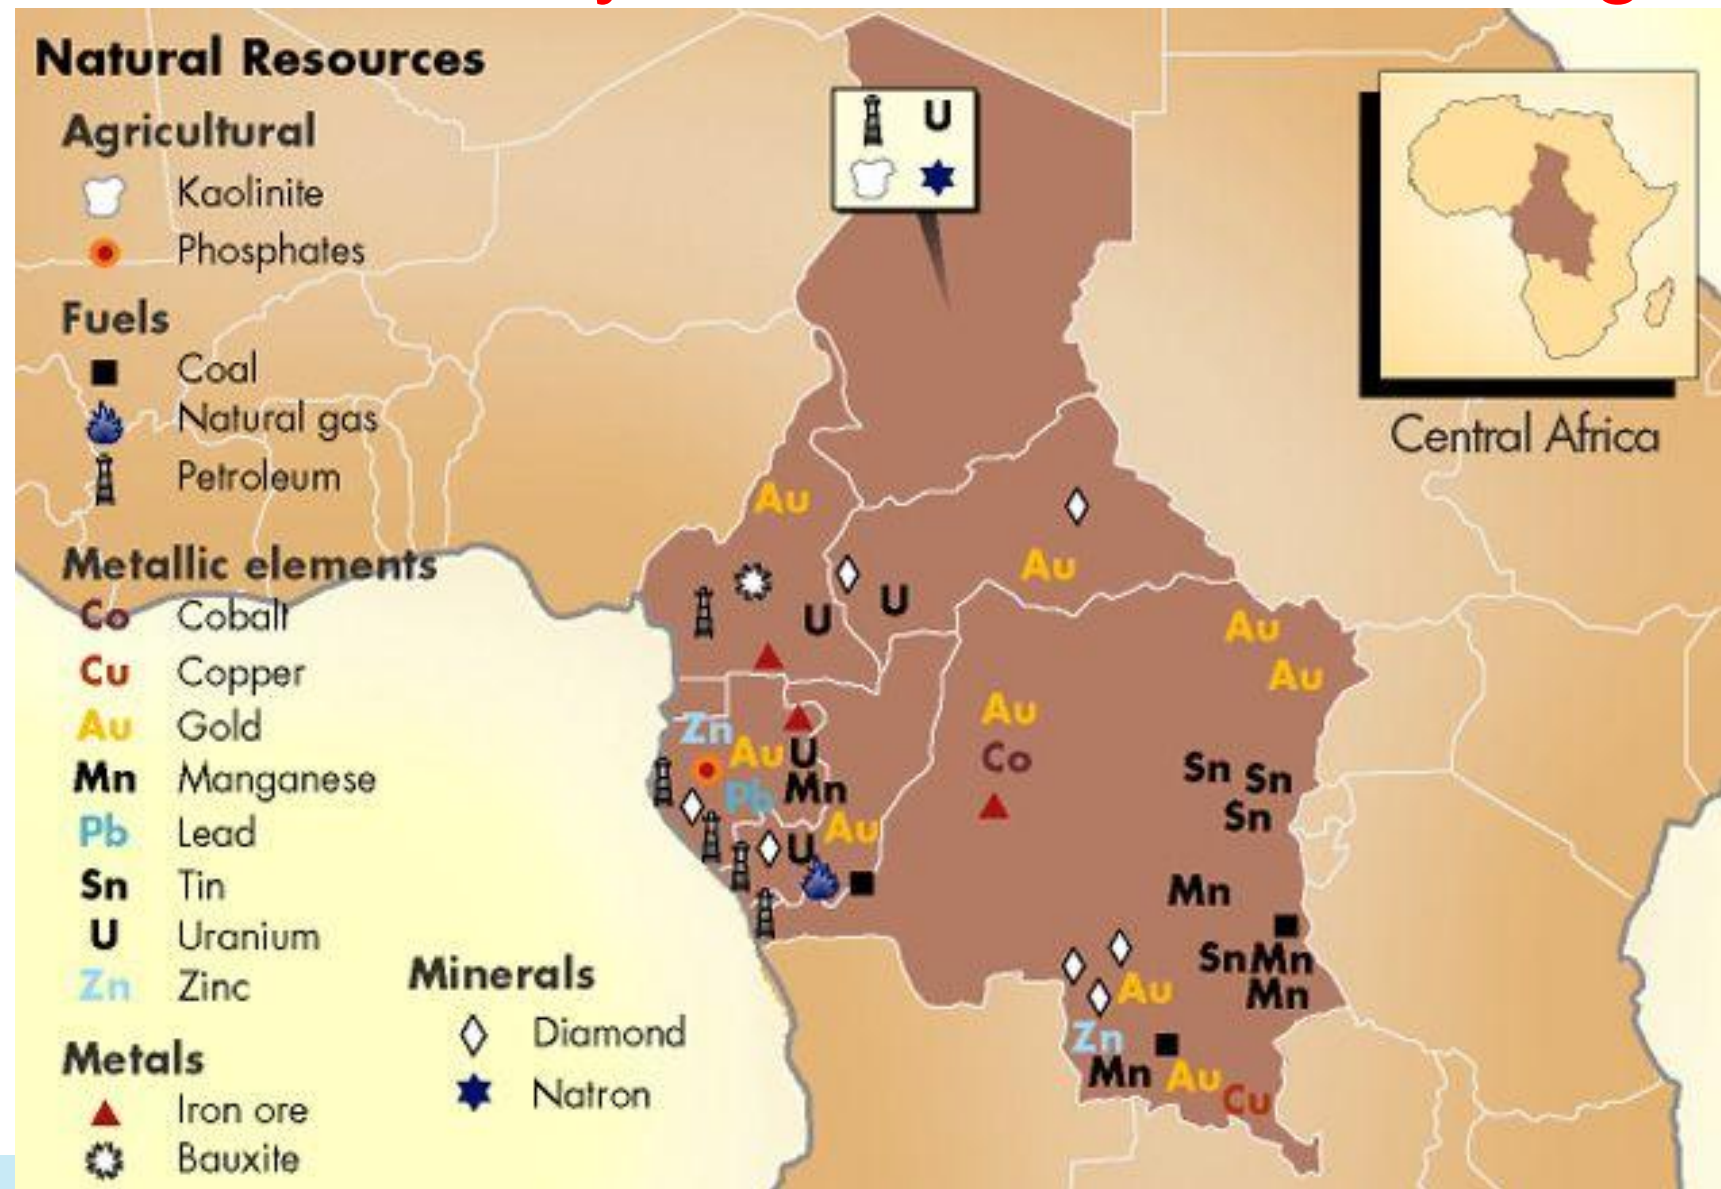 Natural Resources
Agricultural
Kaolinite
Phosphates
Fuels
Coal
Natural gas
Petroleum
Metallic elements
Co Cobalt
Cu Copper
Au Gold
Mn Manganese
Pb Lead
Sn Tin
U Uranium
Zn Zinc
Metals
Iron ore
Bauxite
Minerals
Diamond
Natron
U
Central Africa
Au
Au
U
U
Au
Au
Zn
Au
U
Pb
Mn
Au
U
Au
Co
Sn
Sn
Sn
Mn
Sn
Mn
Mn
Au
Zn
Mn
Au
Cu